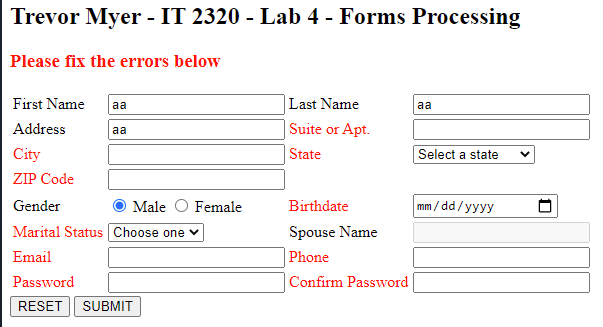 Trevor Myer - IT 2320 - Lab 4 - Forms Processing
Please fix the errors below
First Name aa Last Name aa
Address aa Suite or Apt.
City State Select a state
ZIP Code
Gender Male Female Birthdate mm/dd/yyyy
Marital Status Choose one Spouse Name
Email Phone
Password Confirm Password
RESET SUBMIT